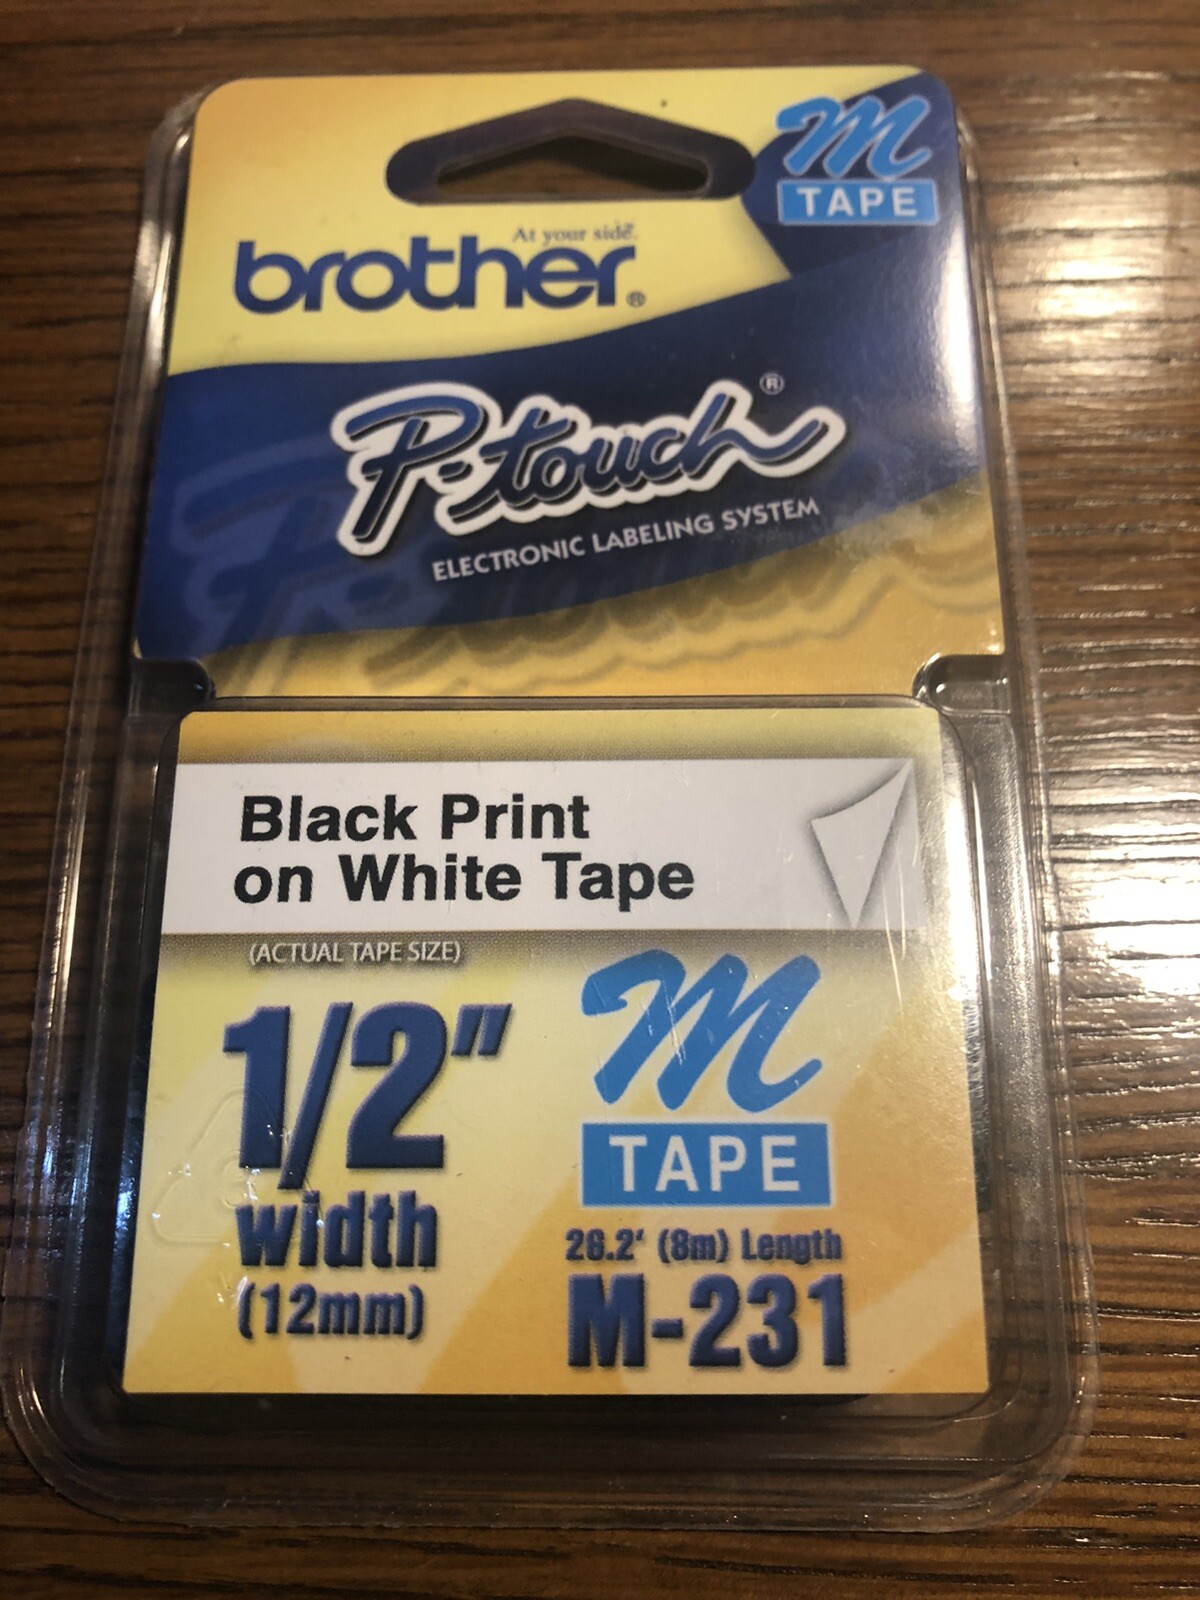 M
TAPE
At your side.
brother®
P-touch®
ELECTRONIC LABELING SYSTEM
Black Print
on White Tape
(ACTUAL TAPE SIZE)
1/2"
width
(12mm)
M
TAPE
26.2' (8m) Length
M-231